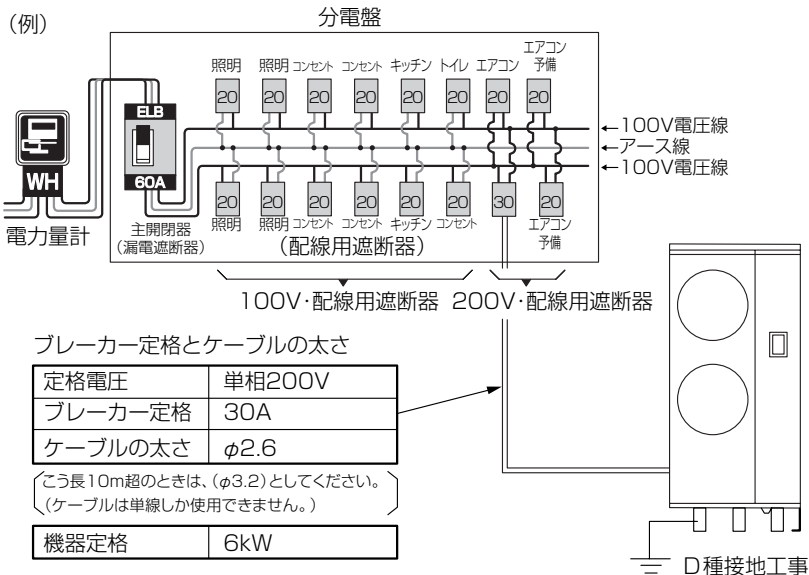 （例）
分電盤
照明 照明 コンセント コンセント キッチン トイレ エアコン エアコン予備
20 20 20 20 20 20 20 20
ELB
60A
WH
電力量計
主開閉器
（漏電遮断器）
←100V電圧線
←アース線
←100V電圧線
20 20 20 20 20 20 30 20
照明 照明 コンセント コンセント キッチン コンセント エアコン予備
（配線用遮断器）
100V・配線用遮断器 200V・配線用遮断器
ブレーカー定格とケーブルの太さ
定格電圧 単相200V
ブレーカー定格 30A
ケーブルの太さ φ2.6
（こう長10m超のときは、（φ3.2）としてください。
（ケーブルは単線しか使用できません。））
機器定格 6kW
D種接地工事